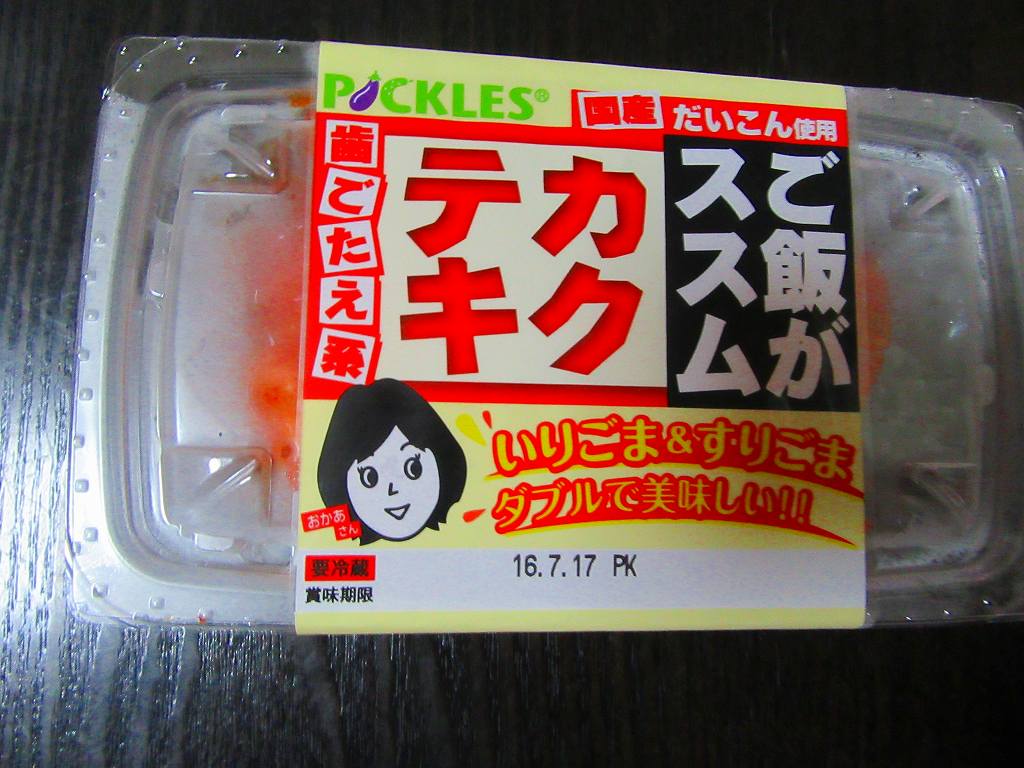 PICKLES®
国産 だいこん使用
ご飯が
ススム
カク
テキ
歯ごたえ系
いりごま&すりごま
ダブルで美味しい!!
おかあ
さん
要冷蔵
賞味期限
16.7.17 PK